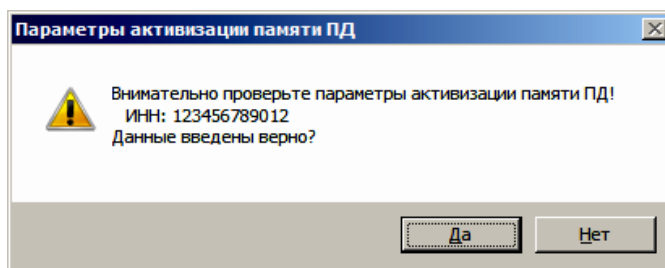 Параметры активизации памяти ПД
Внимательно проверьте параметры активизации памяти ПД!
ИНН: 123456789012
Данные введены верно?
Да
Нет